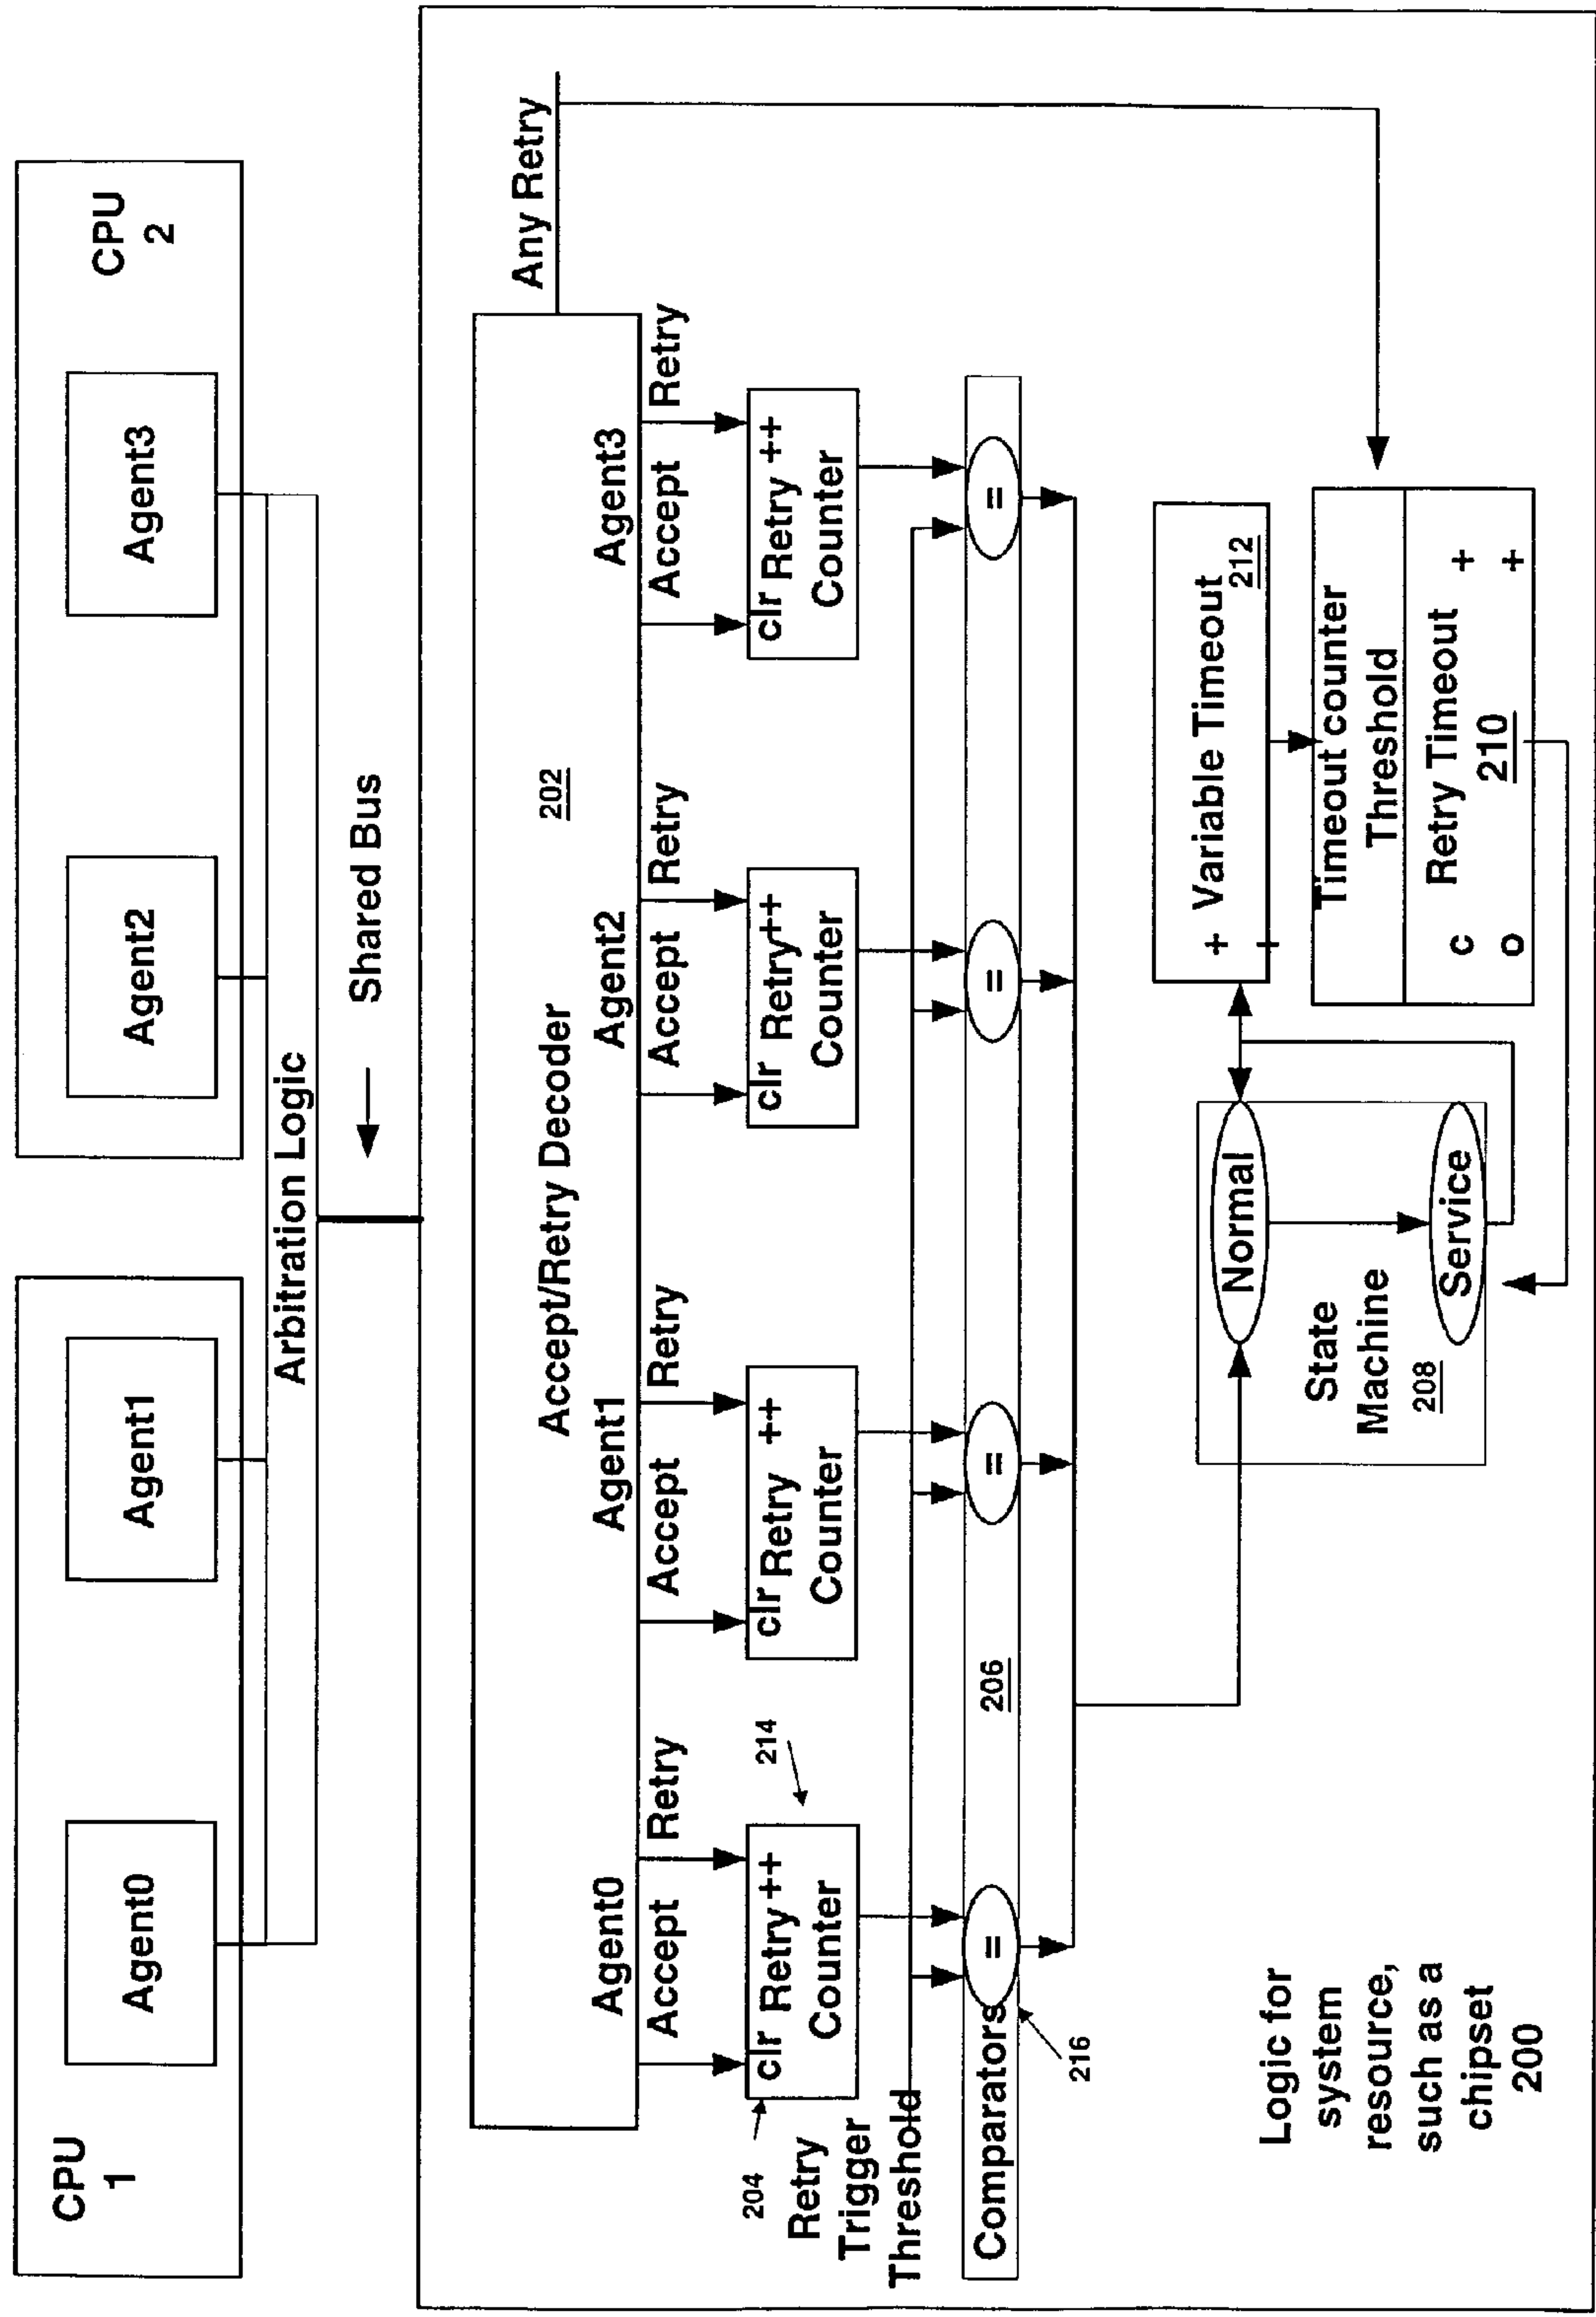 CPU
1
CPU
2
Agent0
Agent1
Agent2
Agent3
Arbitration Logic
Shared Bus
Accept/Retry Decoder
202
Any Retry
Agent0
Agent1
Agent2
Agent3
Accept Retry
Accept Retry
Accept Retry
Accept Retry
204
214
clr Retry ++
Counter
clr Retry ++
Counter
clr Retry ++
Counter
clr Retry ++
Counter
Retry
Trigger
Threshold
Comparators
=
=
=
=
206
216
Normal
State
Machine
208
Service
+ Variable Timeout
+
212
Timeout counter
Threshold
c Retry Timeout +
o 210 +
Logic for
system
resource,
such as a
chipset
200